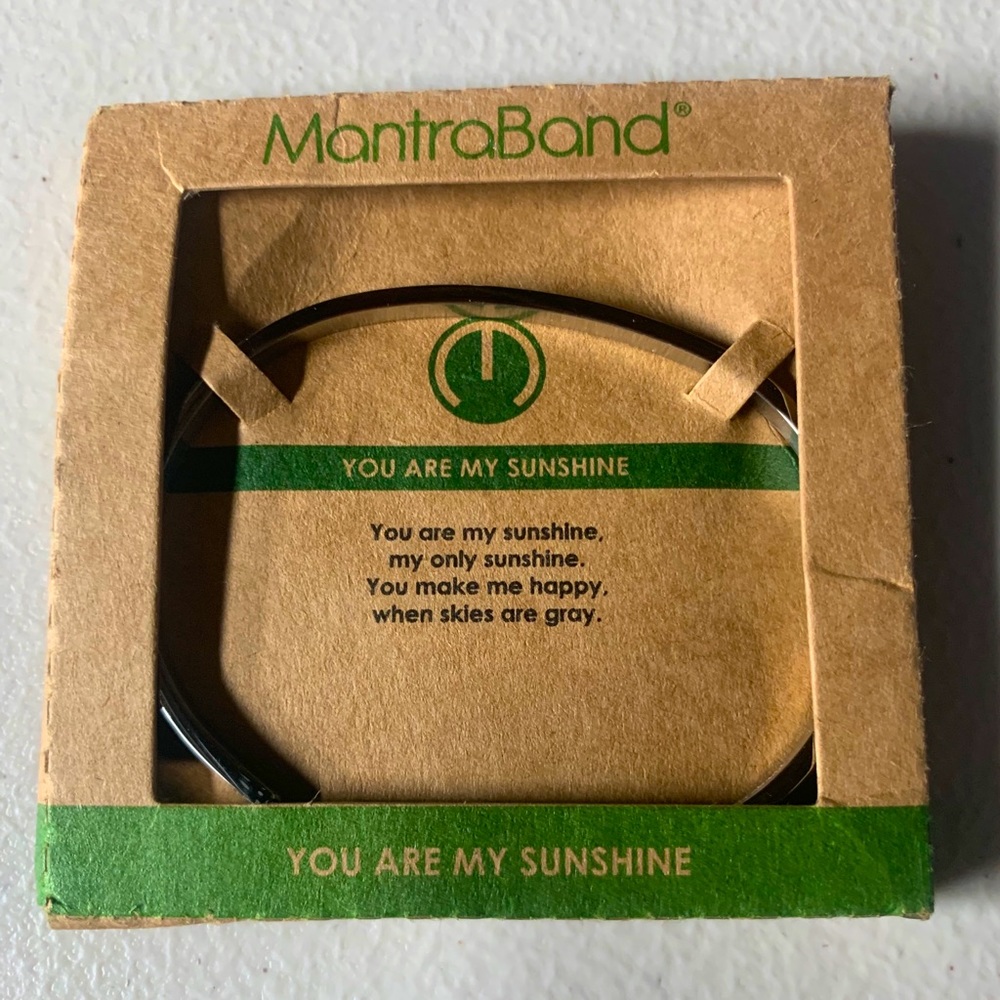 MantraBand®
YOU ARE MY SUNSHINE
You are my sunshine,
my only sunshine.
You make me happy,
when skies are gray.
YOU ARE MY SUNSHINE